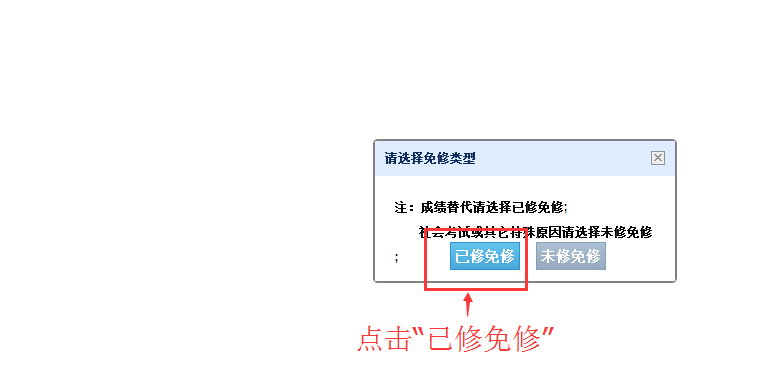 请选择免修类型
注：成绩替代请选择已修免修;
社会考试或其它特殊原因请选择未修免修
;
已修免修 未修免修
点击“已修免修”